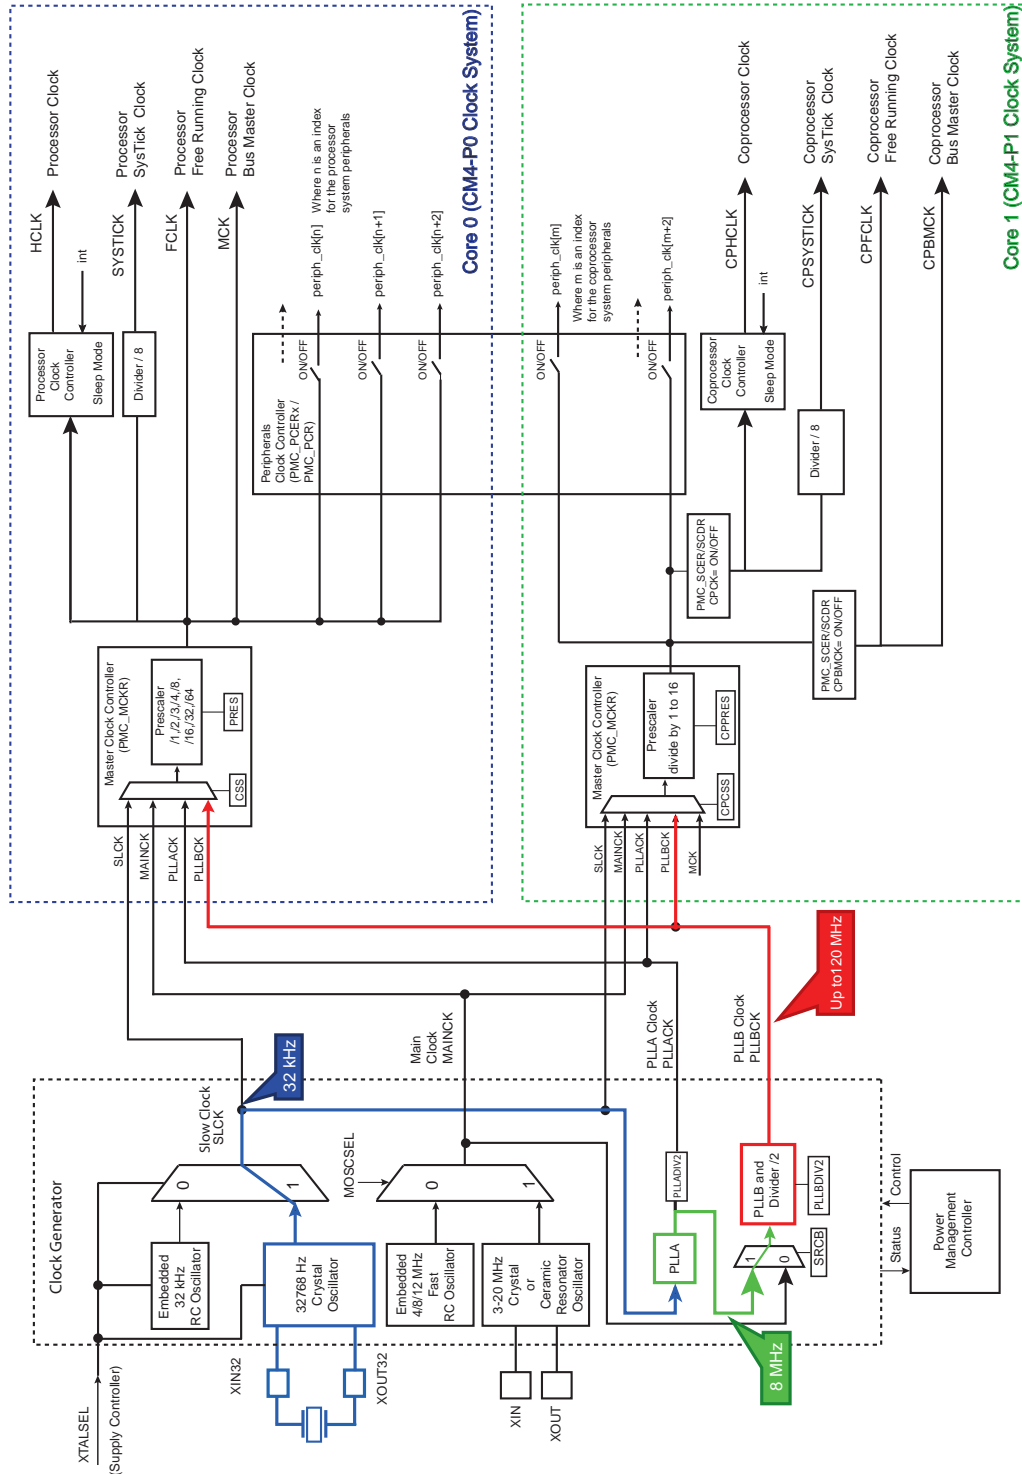 XTALSEL
(Supply Controller)
Clock Generator
XIN32
XOUT32
XIN
XOUT
Embedded
32 kHz
RC Oscillator
32768 Hz
Crystal
Oscillator
Embedded
4/8/12 MHz
Fast
RC Oscillator
3-20 MHz
Crystal
or
Ceramic
Resonator
Oscillator
0
1
MOSCSEL
0
1
Slow Clock
SLCK
32 kHz
Main
Clock
MAINCK
PLLA
PLLADIV2
PLLA Clock
PLLACK
8 MHz
1
0
SRCB
PLLB and
Divider /2
PLLBDIV2
PLLB Clock
PLLBCK
Up to120 MHz
Status
Control
Power
Management
Controller
SLCK
MAINCK
PLLACK
PLLBCK
Master Clock Controller
(PMC_MCKR)
CSS
Prescaler
/1,/2,/3,/4,/8,
/16,/32,/64
PRES
Processor
Clock
Controller
Sleep Mode
int
Divider / 8
HCLK
Processor Clock
SYSTICK
Processor
SysTick Clock
FCLK
Processor
Free Running Clock
MCK
Processor
Bus Master Clock
Peripherals
Clock Controller
(PMC_PCERx /
PMC_PCR)
ON/OFF
periph_clk[n]
Where n is an index
for the processor
system peripherals
ON/OFF
periph_clk[n+1]
ON/OFF
periph_clk[n+2]
Core 0 (CM4-P0 Clock System)
SLCK
MAINCK
PLLACK
PLLBCK
MCK
Master Clock Controller
(PMC_MCKR)
CPCSS
Prescaler
divide by 1 to 16
CPPRES
ON/OFF
periph_clk[m]
Where m is an index
for the coprocessor
system peripherals
ON/OFF
periph_clk[m+2]
PMC_SCER/SCDR
CPCK= ON/OFF
PMC_SCER/SCDR
CPBMCK= ON/OFF
Coprocessor
Clock
Controller
Sleep Mode
int
Divider / 8
CPHCLK
Coprocessor Clock
CPSYSTICK
Coprocessor
SysTick Clock
CPFCLK
Coprocessor
Free Running Clock
CPBMCK
Coprocessor
Bus Master Clock
Core 1 (CM4-P1 Clock System)